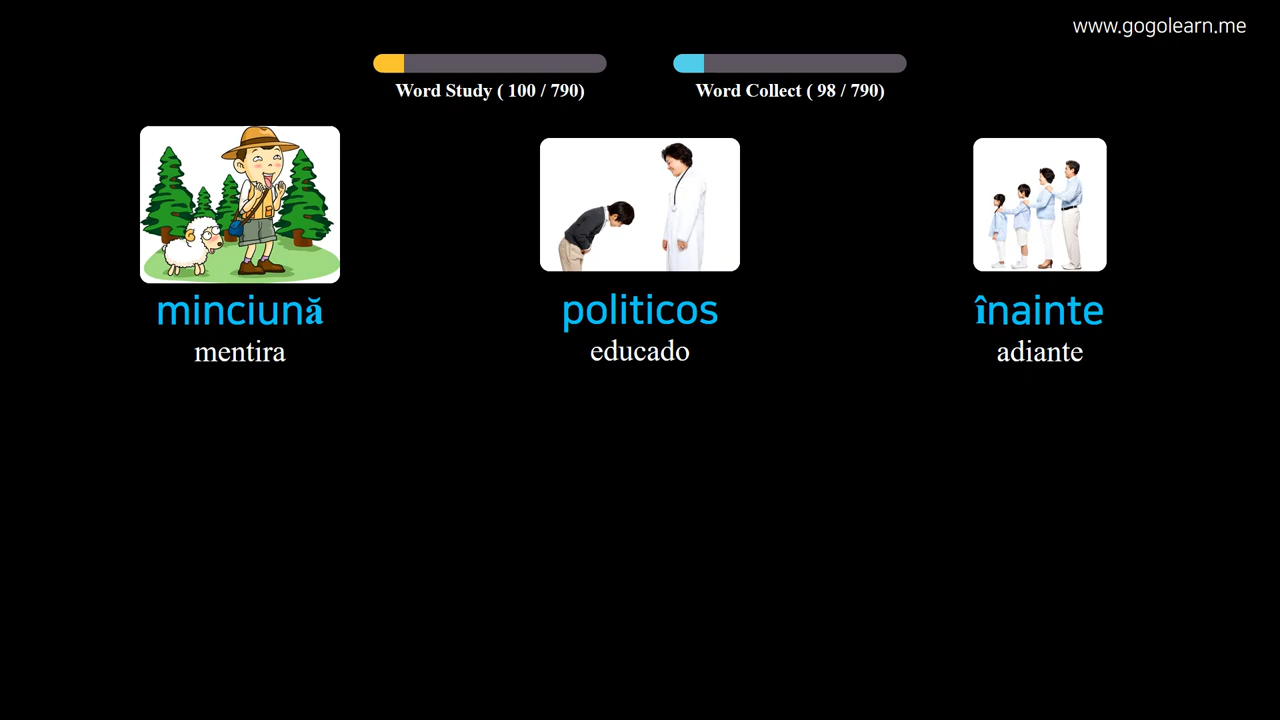 www.gogolearn.me
Word Study ( 100 / 790)
Word Collect ( 98 / 790)
minciună
politicos
înainte
mentira
educado
adiante